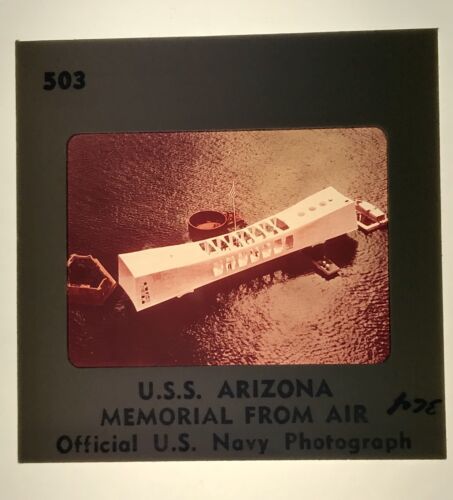 503
U.S.S. ARIZONA
MEMORIAL FROM AIR
Official U.S. Navy Photograph